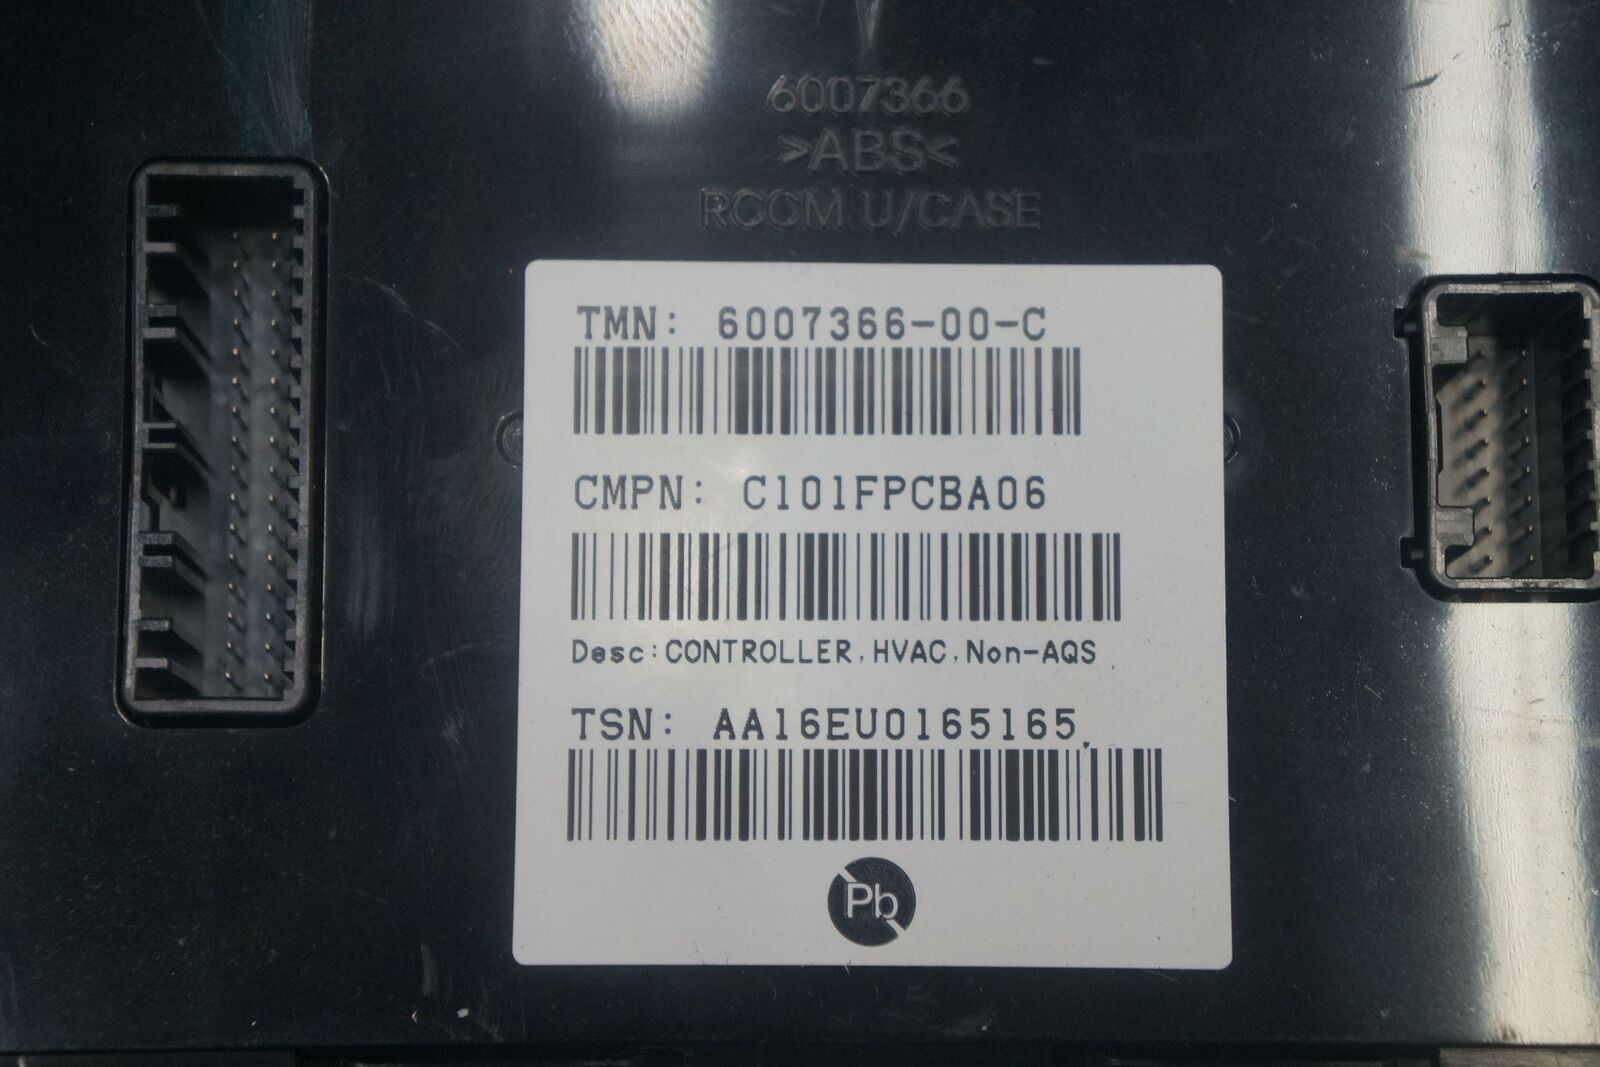 6007366
>ABS<
RCCM U/CASE
TMN: 6007366-00-C
CMPN: C101FPCBA06
Desc:CONTROLLER,HVAC,Non-AQS
TSN: AA16EU0165165
Pb